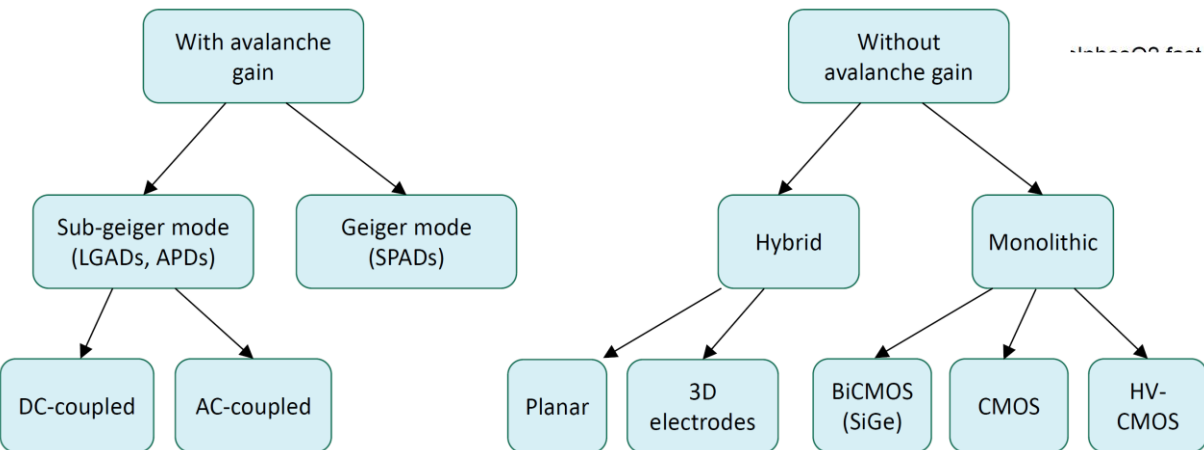 With avalanche
gain
Without
avalanche gain
Sub-geiger mode
(LGADs, APDs)
Geiger mode
(SPADs)
Hybrid
Monolithic
DC-coupled
AC-coupled
Planar
3D
electrodes
BiCMOS
(SiGe)
CMOS
HV-
CMOS